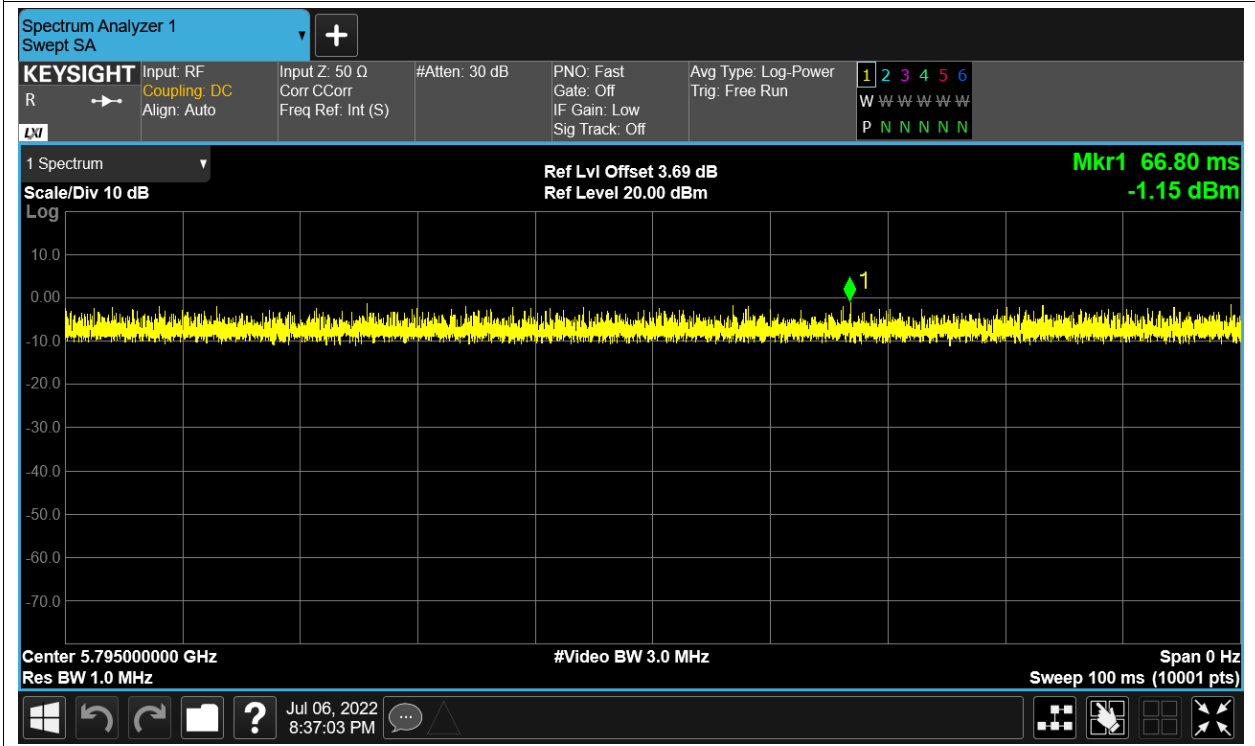 Spectrum Analyzer 1
Swept SA
+
KEYSIGHT
R
LXI
Input: RF
Coupling: DC
Align: Auto
Input Z: 50 Ω
Corr CCorr
Freq Ref: Int (S)
#Atten: 30 dB
PNO: Fast
Gate: Off
IF Gain: Low
Sig Track: Off
Avg Type: Log-Power
Trig: Free Run
1 2 3 4 5 6
W W W W W W
P N N N N N
1 Spectrum
Scale/Div 10 dB
Ref Lvl Offset 3.69 dB
Ref Level 20.00 dBm
Mkr1 66.80 ms
-1.15 dBm
Log
10.0
0.00
-10.0
-20.0
-30.0
-40.0
-50.0
-60.0
-70.0
1
Center 5.795000000 GHz
Res BW 1.0 MHz
#Video BW 3.0 MHz
Span 0 Hz
Sweep 100 ms (10001 pts)
?
Jul 06, 2022
8:37:03 PM